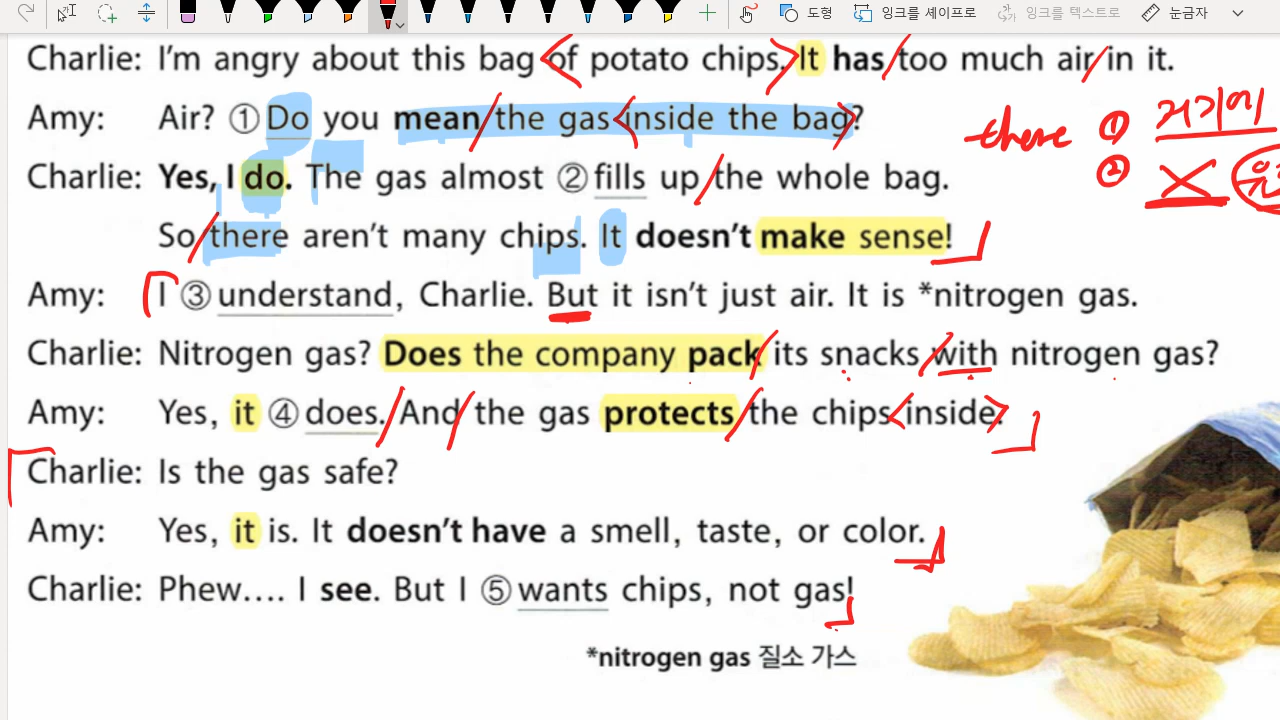 도형 잉크를 셰이프로 잉크를 텍스트로 눈금자
Charlie: I'm angry about this bag of potato chips. It has too much air in it.
Amy: Air? ① Do you mean the gas inside the bag?
there ① 거기에
② X
Charlie: Yes, I do. The gas almost ② fills up the whole bag.
So there aren't many chips. It doesn't make sense!
Amy: I ③ understand, Charlie. But it isn't just air. It is *nitrogen gas.
Charlie: Nitrogen gas? Does the company pack its snacks with nitrogen gas?
Amy: Yes, it ④ does. And the gas protects the chips inside.
Charlie: Is the gas safe?
Amy: Yes, it is. It doesn't have a smell, taste, or color.
Charlie: Phew.... I see. But I ⑤ wants chips, not gas!
*nitrogen gas 질소 가스